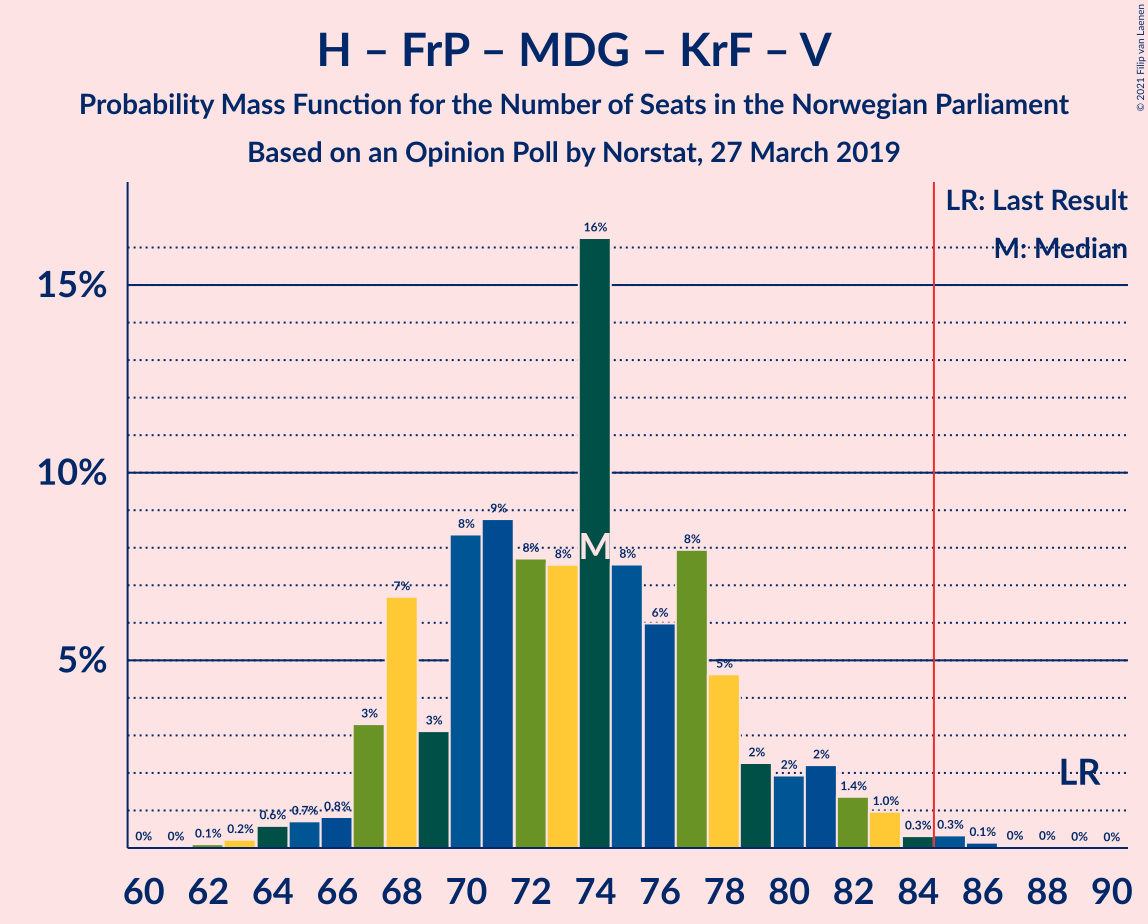 H – FrP – MDG – KrF – V
Probability Mass Function for the Number of Seats in the Norwegian Parliament
Based on an Opinion Poll by Norstat, 27 March 2019
© 2021 Filip van Laenen
LR: Last Result
M: Median
15%
10%
5%
0% 0% 0.1% 0.2% 0.6% 0.7% 0.8% 3% 7% 3% 8% 9% 8% 8% 16% 8% 6% 8% 5% 2% 2% 2% 1.4% 1.0% 0.3% 0.3% 0.1% 0% 0% 0% 0%
M
LR
60 62 64 66 68 70 72 74 76 78 80 82 84 86 88 90